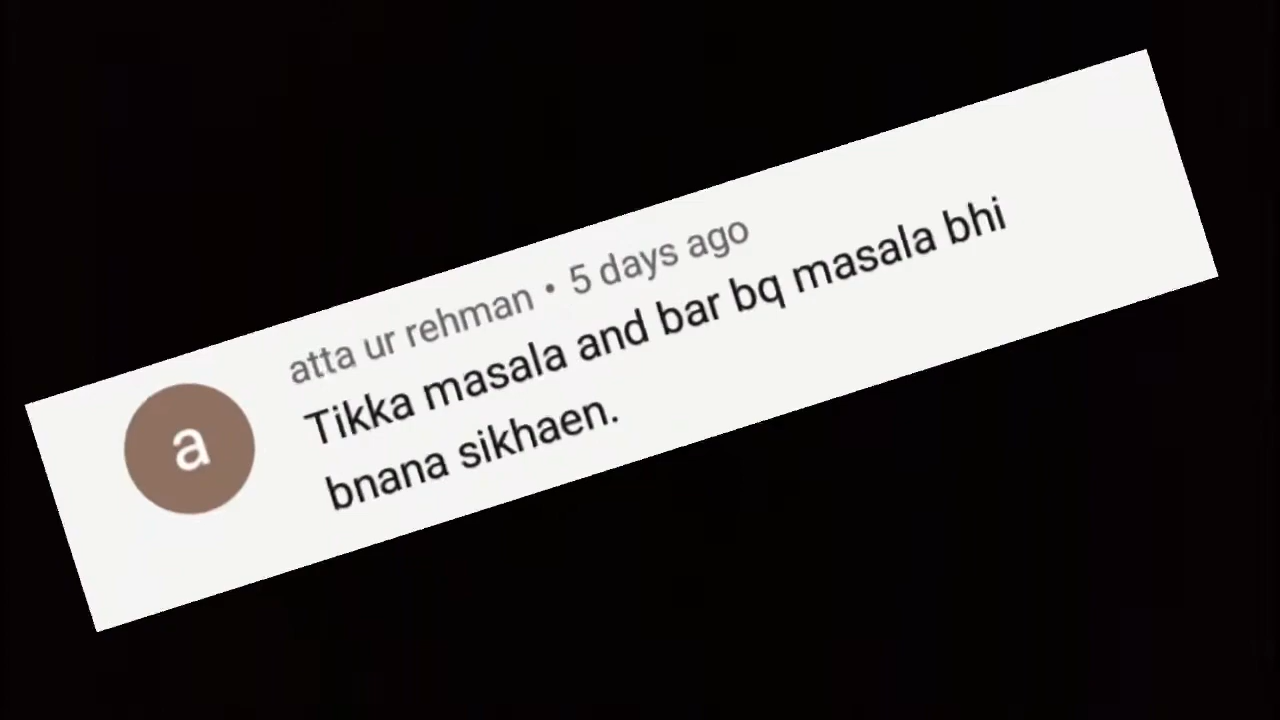 atta ur rehman • 5 days ago
a
Tikka masala and bar bq masala bhi
bnana sikhaen.